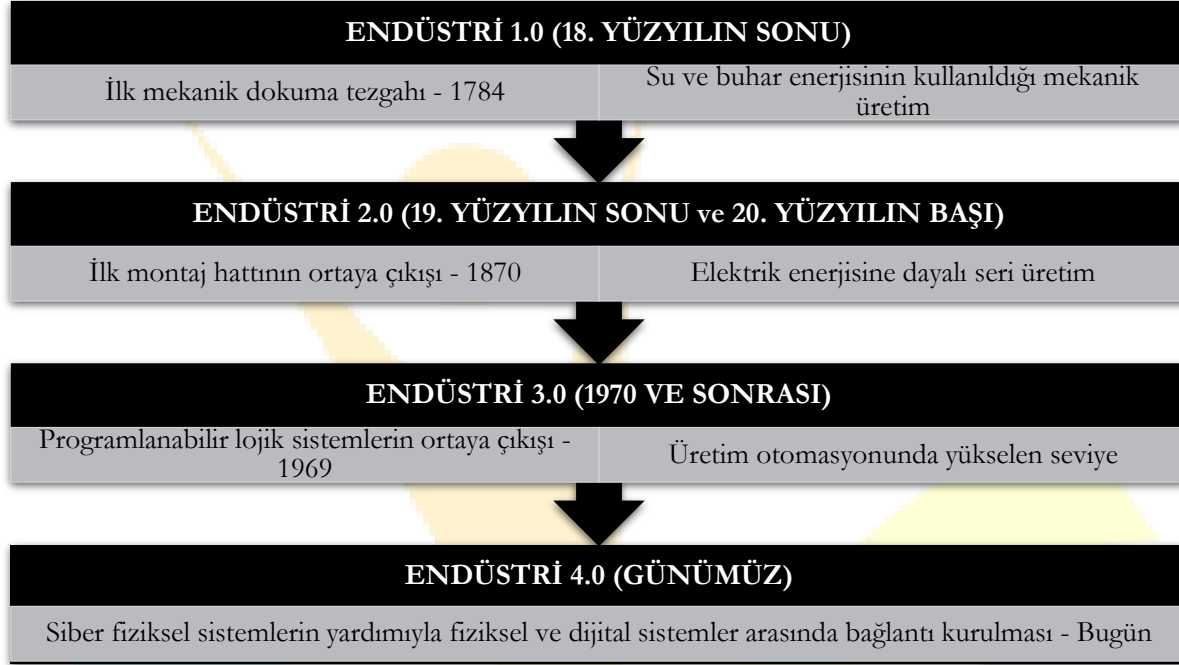 ENDÜSTRİ 1.0 (18. YÜZYILIN SONU)
İlk mekanik dokuma tezgahı - 1784
Su ve buhar enerjisinin kullanıldığı mekanik
üretim
ENDÜSTRİ 2.0 (19. YÜZYILIN SONU ve 20. YÜZYILIN BAŞI)
İlk montaj hattının ortaya çıkışı - 1870
Elektrik enerjisine dayalı seri üretim
ENDÜSTRİ 3.0 (1970 VE SONRASI)
Programlanabilir lojik sistemlerin ortaya çıkışı -
1969
Üretim otomasyonunda yükselen seviye
ENDÜSTRİ 4.0 (GÜNÜMÜZ)
Siber fiziksel sistemlerin yardımıyla fiziksel ve dijital sistemler arasında bağlantı kurulması - Bugün